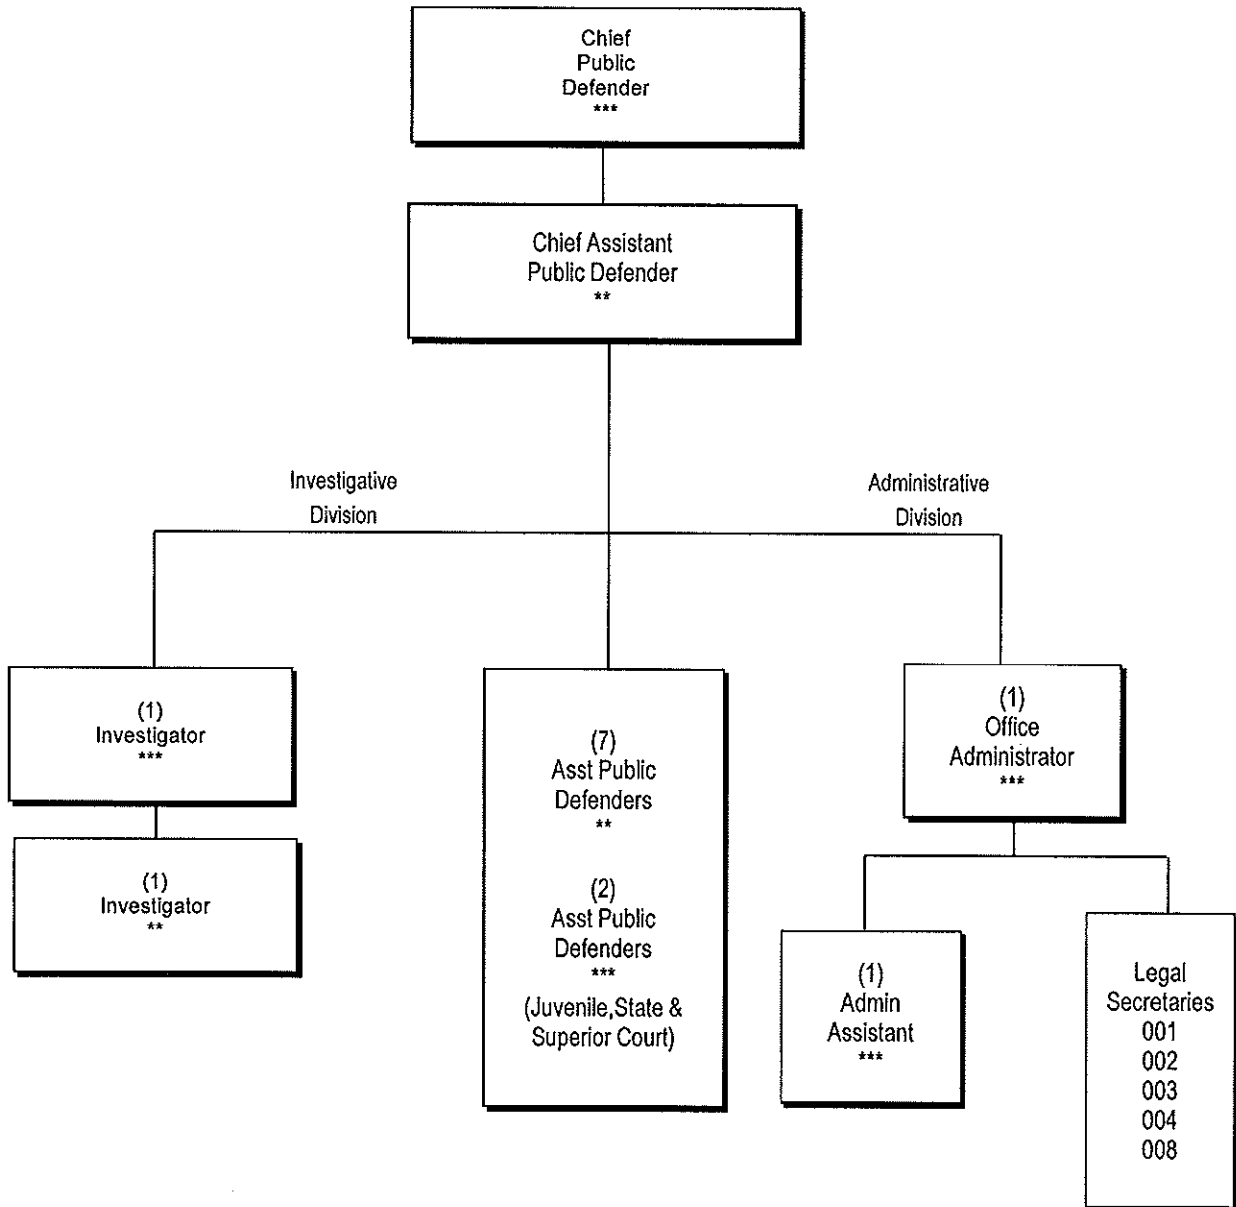 Chief
Public
Defender
***
Chief Assistant
Public Defender
**
Investigative
Division
Administrative
Division
(1)
Investigator
***
(1)
Investigator
**
(7)
Asst Public
Defenders
**
(2)
Asst Public
Defenders
***
(Juvenile,State &
Superior Court)
(1)
Office
Administrator
***
(1)
Admin
Assistant
***
Legal
Secretaries
001
002
003
004
008